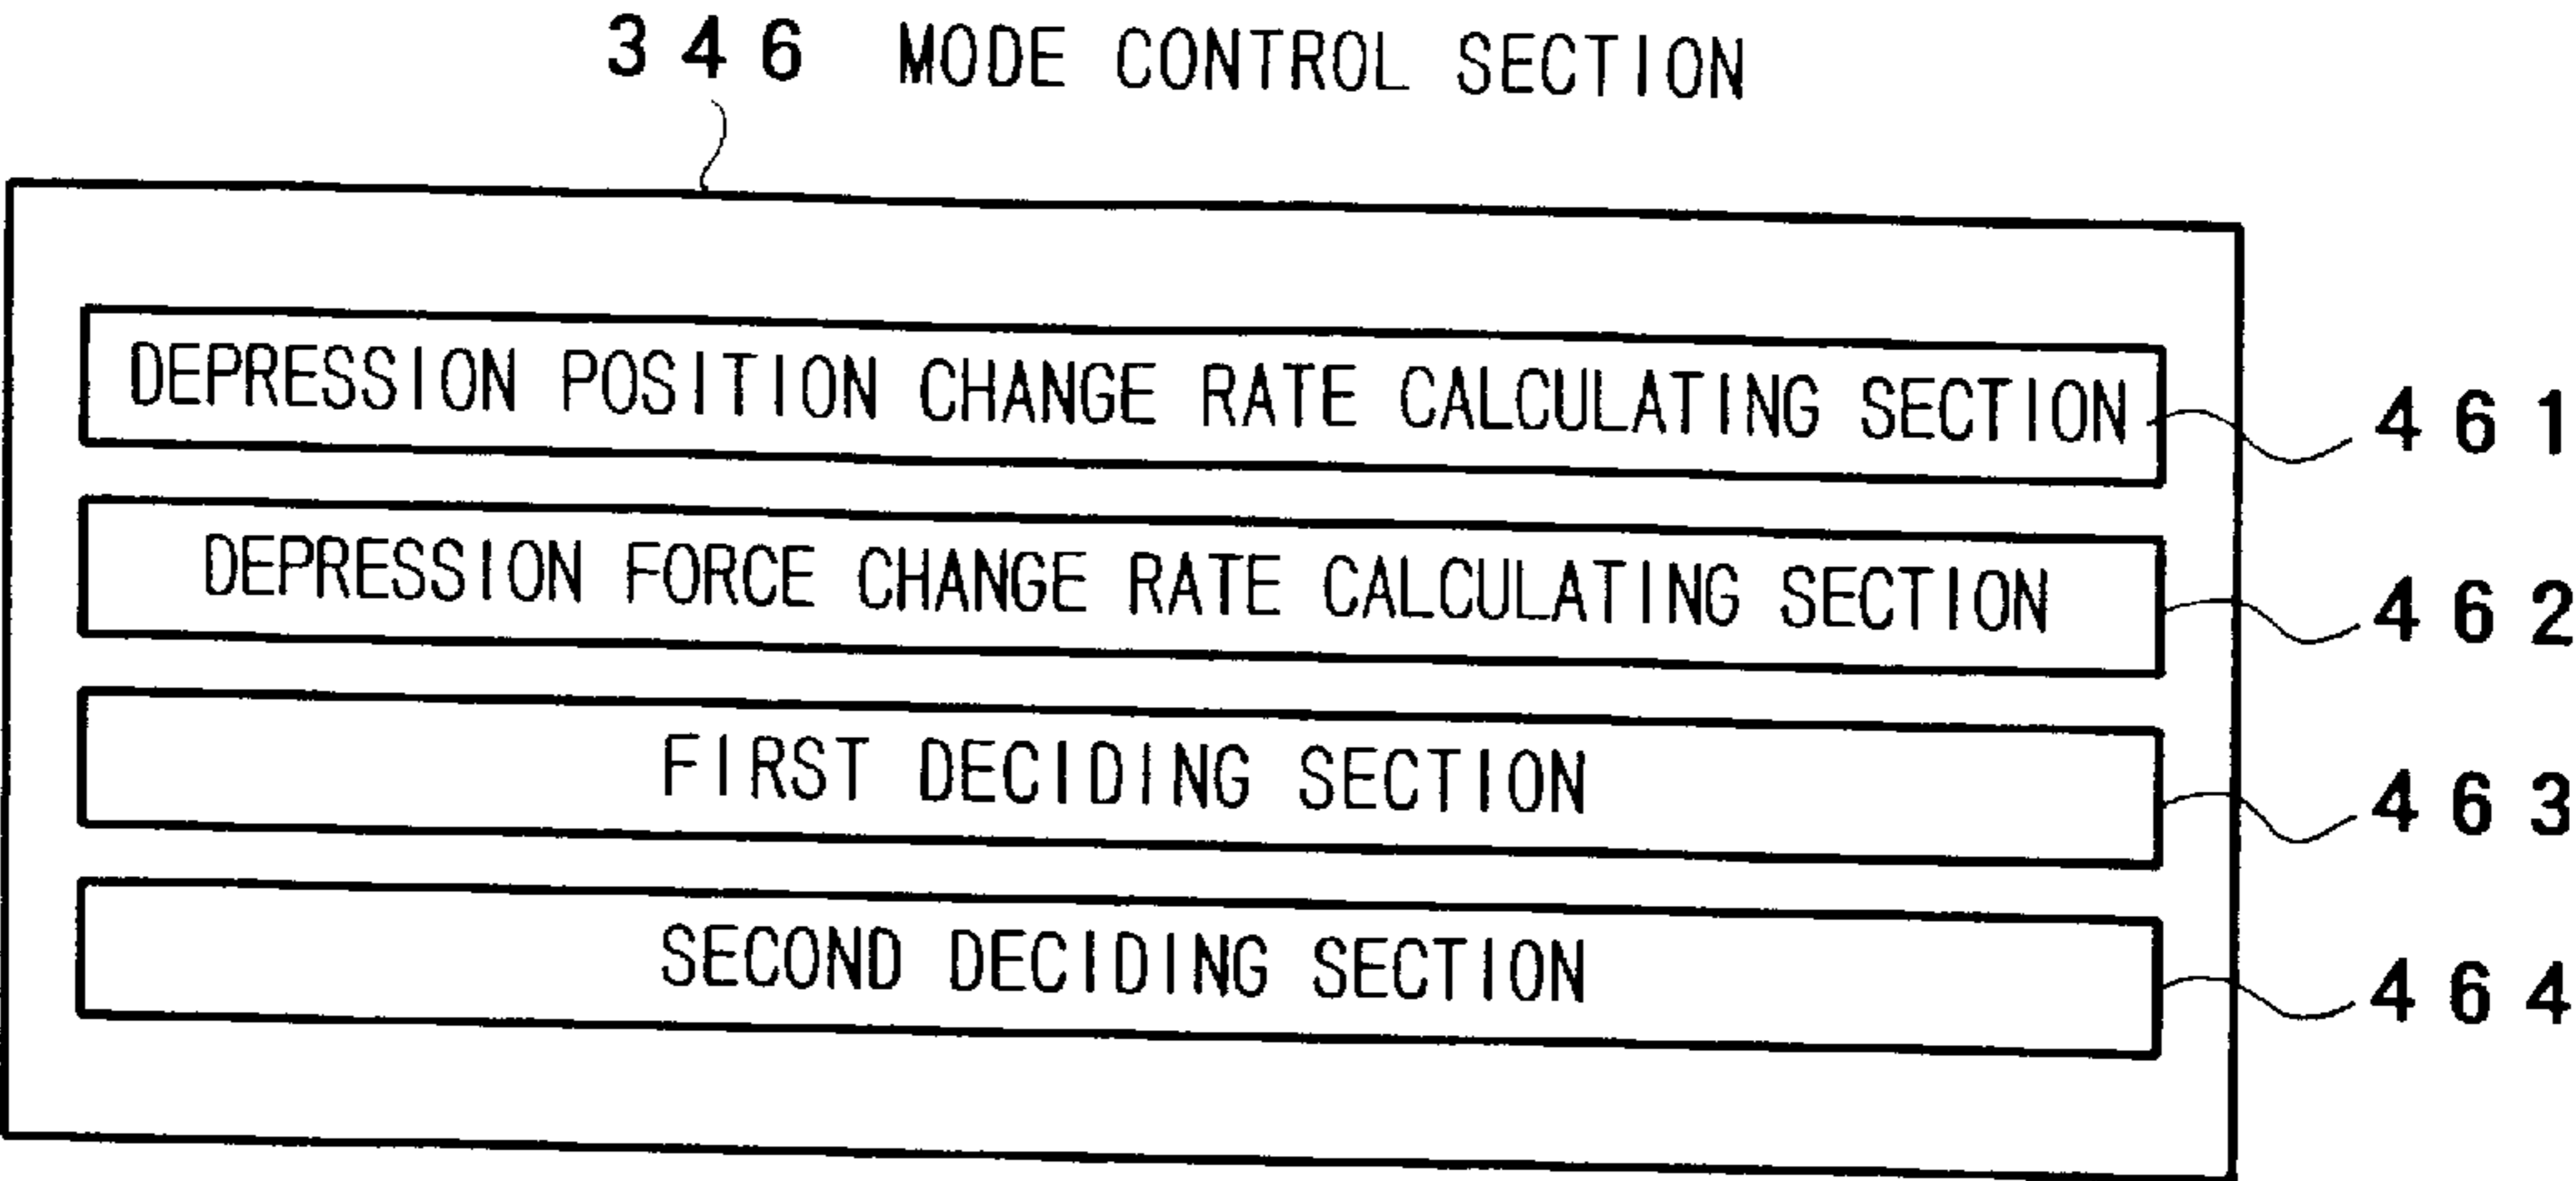 346 MODE CONTROL SECTION
DEPRESSION POSITION CHANGE RATE CALCULATING SECTION 461
DEPRESSION FORCE CHANGE RATE CALCULATING SECTION 462
FIRST DECIDING SECTION 463
SECOND DECIDING SECTION 464